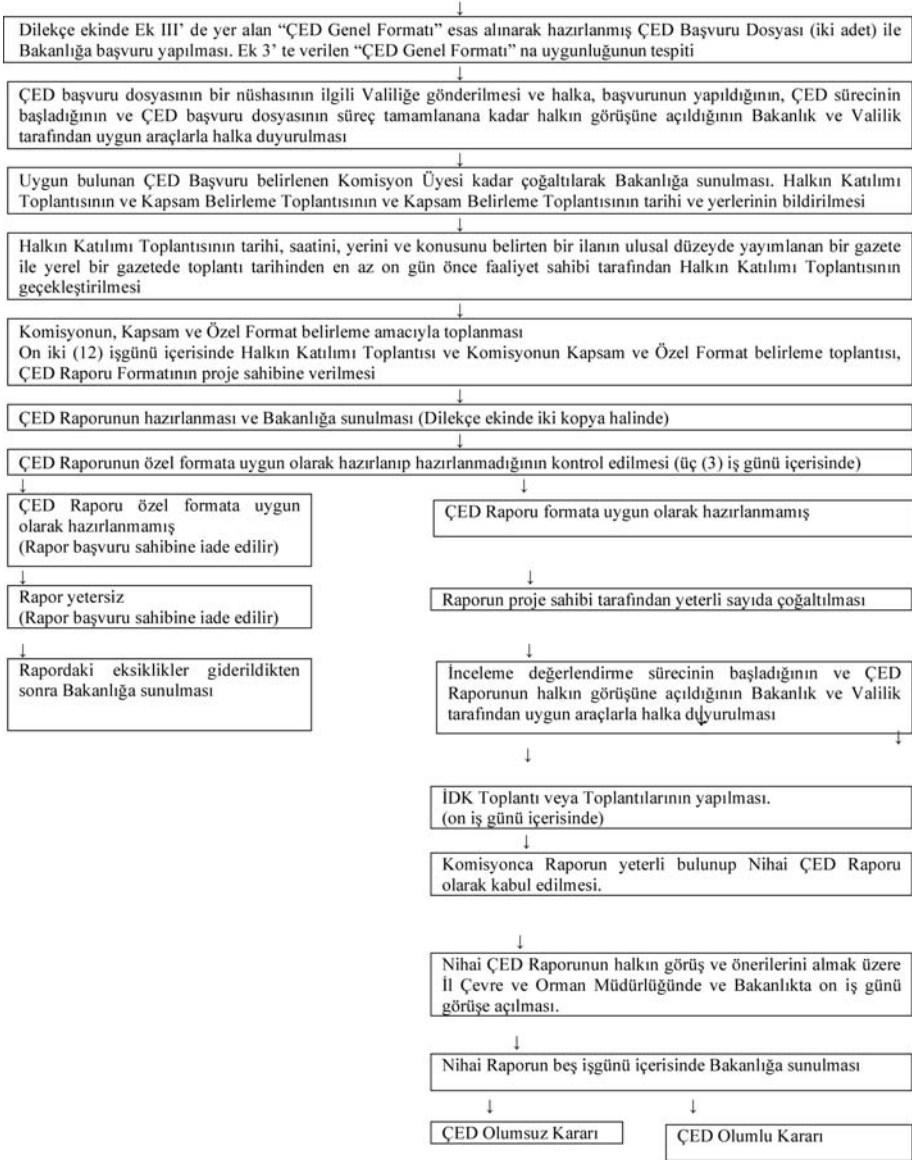 ↓
Dilekçe ekinde Ek III’ de yer alan “ÇED Genel Formatı” esas alınarak hazırlanmış ÇED Başvuru Dosyası (iki adet) ile
Bakanlığa başvuru yapılması. Ek 3’ te verilen “ÇED Genel Formatı” na uygunluğunun tespiti
↓
ÇED başvuru dosyasının bir nüshasının ilgili Valiliğe gönderilmesi ve halka, başvurunun yapıldığının, ÇED sürecinin
başladığının ve ÇED başvuru dosyasının süreç tamamlanana kadar halkın görüşüne açıldığının Bakanlık ve Valilik
tarafından uygun araçlarla halka duyurulması
↓
Uygun bulunan ÇED Başvuru belirlenen Komisyon Üyesi kadar çoğaltılarak Bakanlığa sunulması. Halkın Katılımı
Toplantısının ve Kapsam Belirleme Toplantısının ve Kapsam Belirleme Toplantısının tarihi ve yerlerinin bildirilmesi
↓
Halkın Katılımı Toplantısının tarihi, saatini, yerini ve konusunu belirten bir ilanın ulusal düzeyde yayımlanan bir gazete
ile yerel bir gazetede toplantı tarihinden en az on gün önce faaliyet sahibi tarafından Halkın Katılımı Toplantısının
geçekleştirilmesi
↓
Komisyonun, Kapsam ve Özel Format belirleme amacıyla toplanması
On iki (12) işgünü içerisinde Halkın Katılımı Toplantısı ve Komisyonun Kapsam ve Özel Format belirleme toplantısı,
ÇED Raporu Formatının proje sahibine verilmesi
↓
ÇED Raporunun hazırlanması ve Bakanlığa sunulması (Dilekçe ekinde iki kopya halinde)
↓
ÇED Raporunun özel formata uygun olarak hazırlanıp hazırlanmadığının kontrol edilmesi (üç (3) iş günü içerisinde)
↓
ÇED Raporu özel formata uygun
olarak hazırlanmamış
(Rapor başvuru sahibine iade edilir)
↓
Rapor yetersiz
(Rapor başvuru sahibine iade edilir)
↓
Rapordaki eksiklikler giderildikten
sonra Bakanlığa sunulması
↓
ÇED Raporu formata uygun olarak hazırlanmamış
↓
Raporun proje sahibi tarafından yeterli sayıda çoğaltılması
↓
İnceleme değerlendirme sürecinin başladığının ve ÇED
Raporunun halkın görüşüne açıldığının Bakanlık ve Valilik
tarafından uygun araçlarla halka duyurulması
↓
↓
↓
İDK Toplantı veya Toplantılarının yapılması.
(on iş günü içerisinde)
↓
Komisyonca Raporun yeterli bulunup Nihai ÇED Raporu
olarak kabul edilmesi.
↓
Nihai ÇED Raporunun halkın görüş ve önerilerini almak üzere
İl Çevre ve Orman Müdürlüğünde ve Bakanlıkta on iş günü
görüşe açılması.
↓
Nihai Raporun beş işgünü içerisinde Bakanlığa sunulması
↓ ↓
ÇED Olumsuz Kararı
ÇED Olumlu Kararı